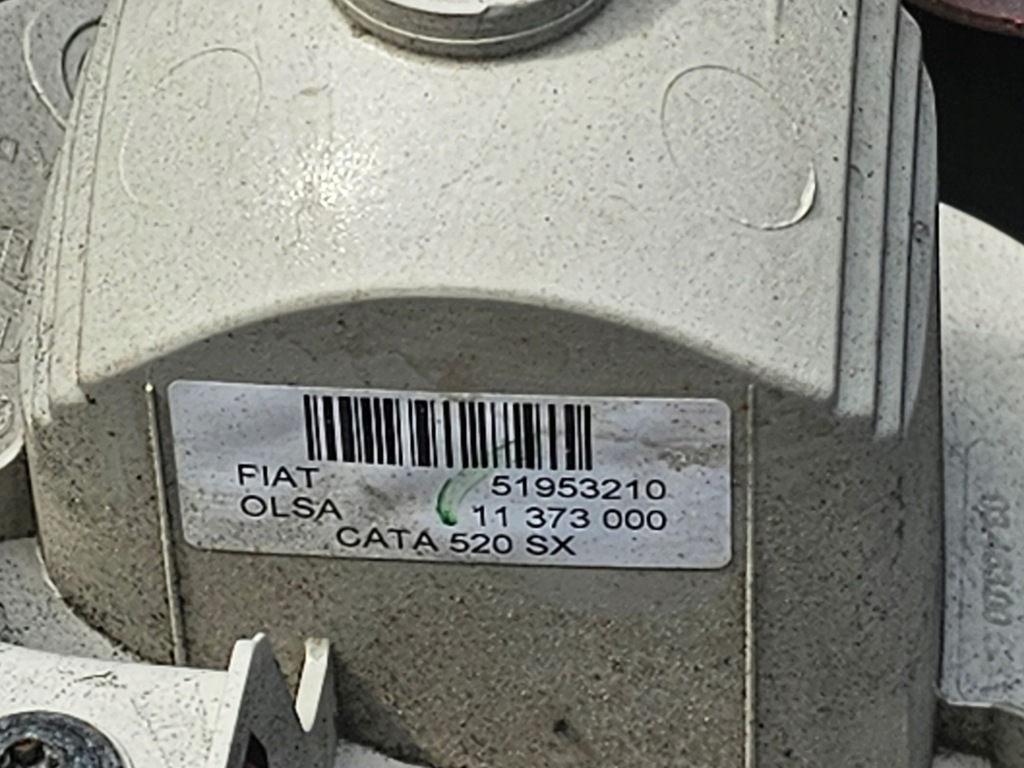 FIAT 51953210
OLSA 11 373 000
CATA 520 SX